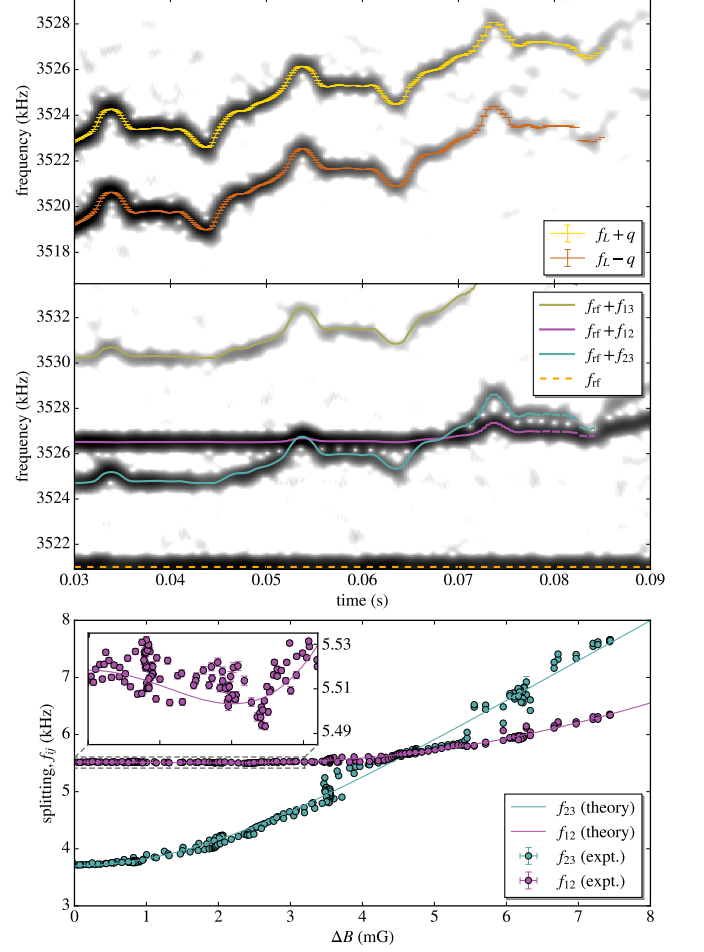 3528
3526
3524
3522
3520
3518
frequency (kHz)
f_L + q
f_L − q
3532
3530
3528
3526
3524
3522
frequency (kHz)
f_rf + f_13
f_rf + f_12
f_rf + f_23
f_rf
0.03 0.04 0.05 0.06 0.07 0.08 0.09
time (s)
8
7
6
5
4
3
splitting, f_ij (kHz)
5.53
5.51
5.49
f_23 (theory)
f_12 (theory)
f_23 (expt.)
f_12 (expt.)
0 1 2 3 4 5 6 7 8
ΔB (mG)